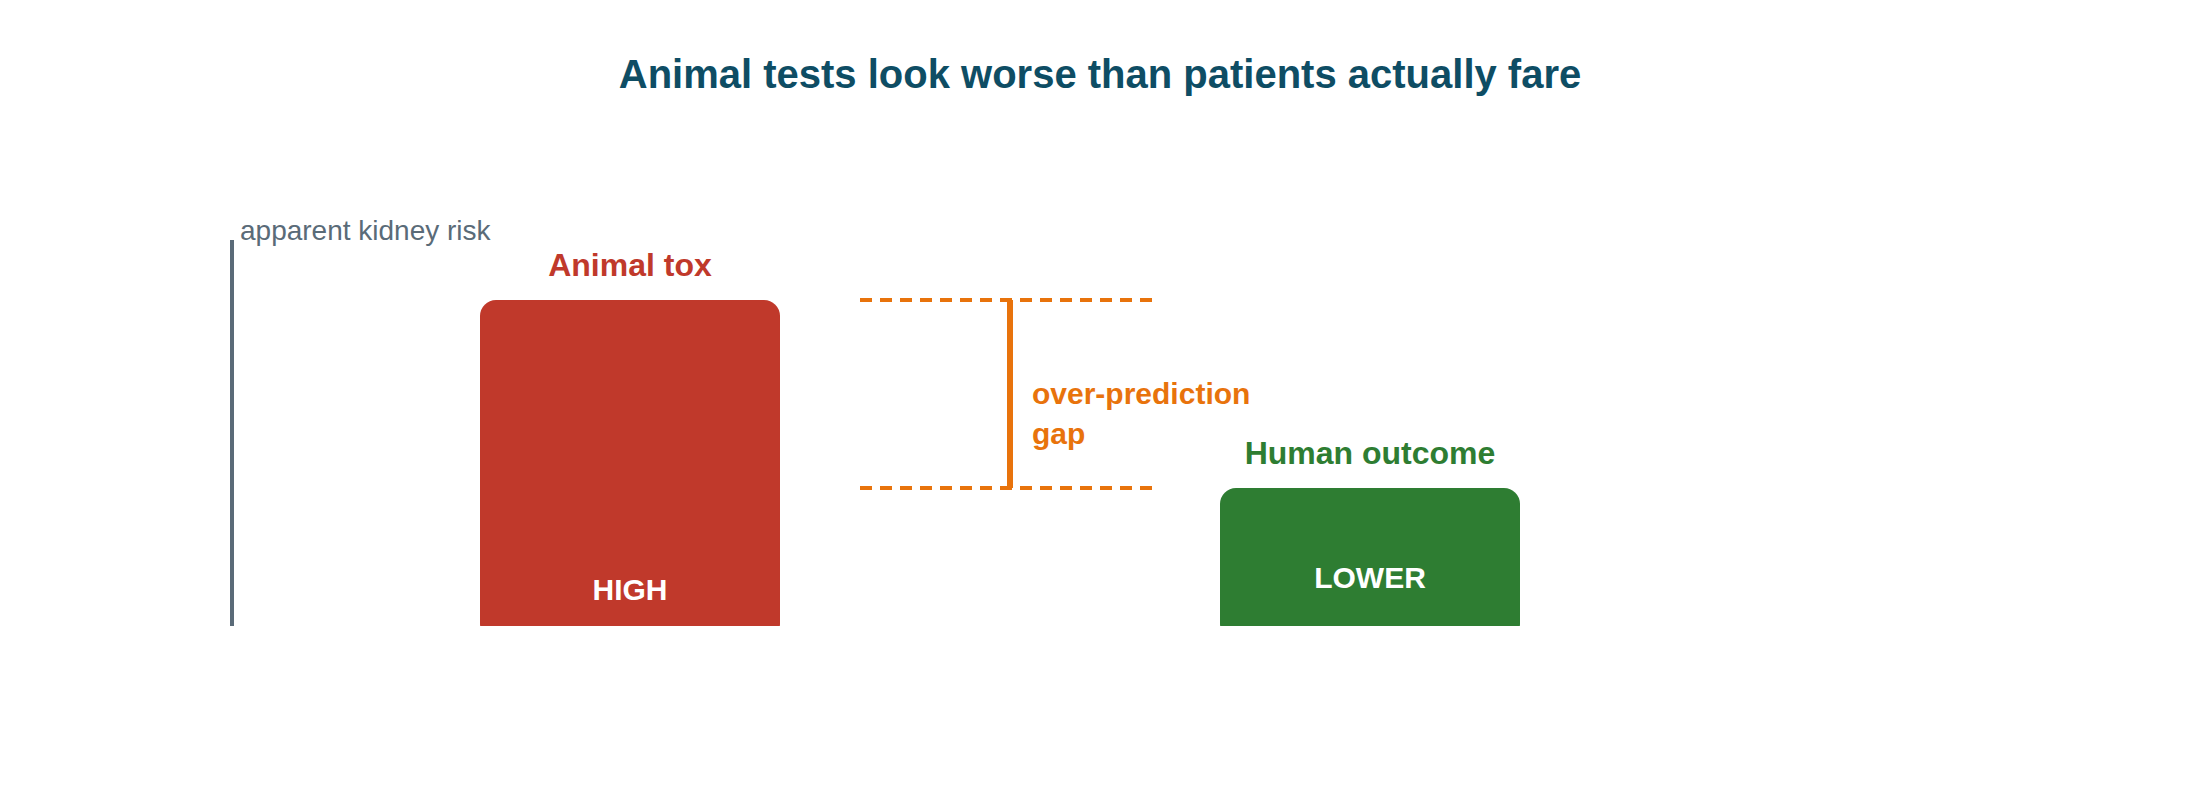 Animal tests look worse than patients actually fare
apparent kidney risk
Animal tox
over-prediction
gap
Human outcome
LOWER
HIGH